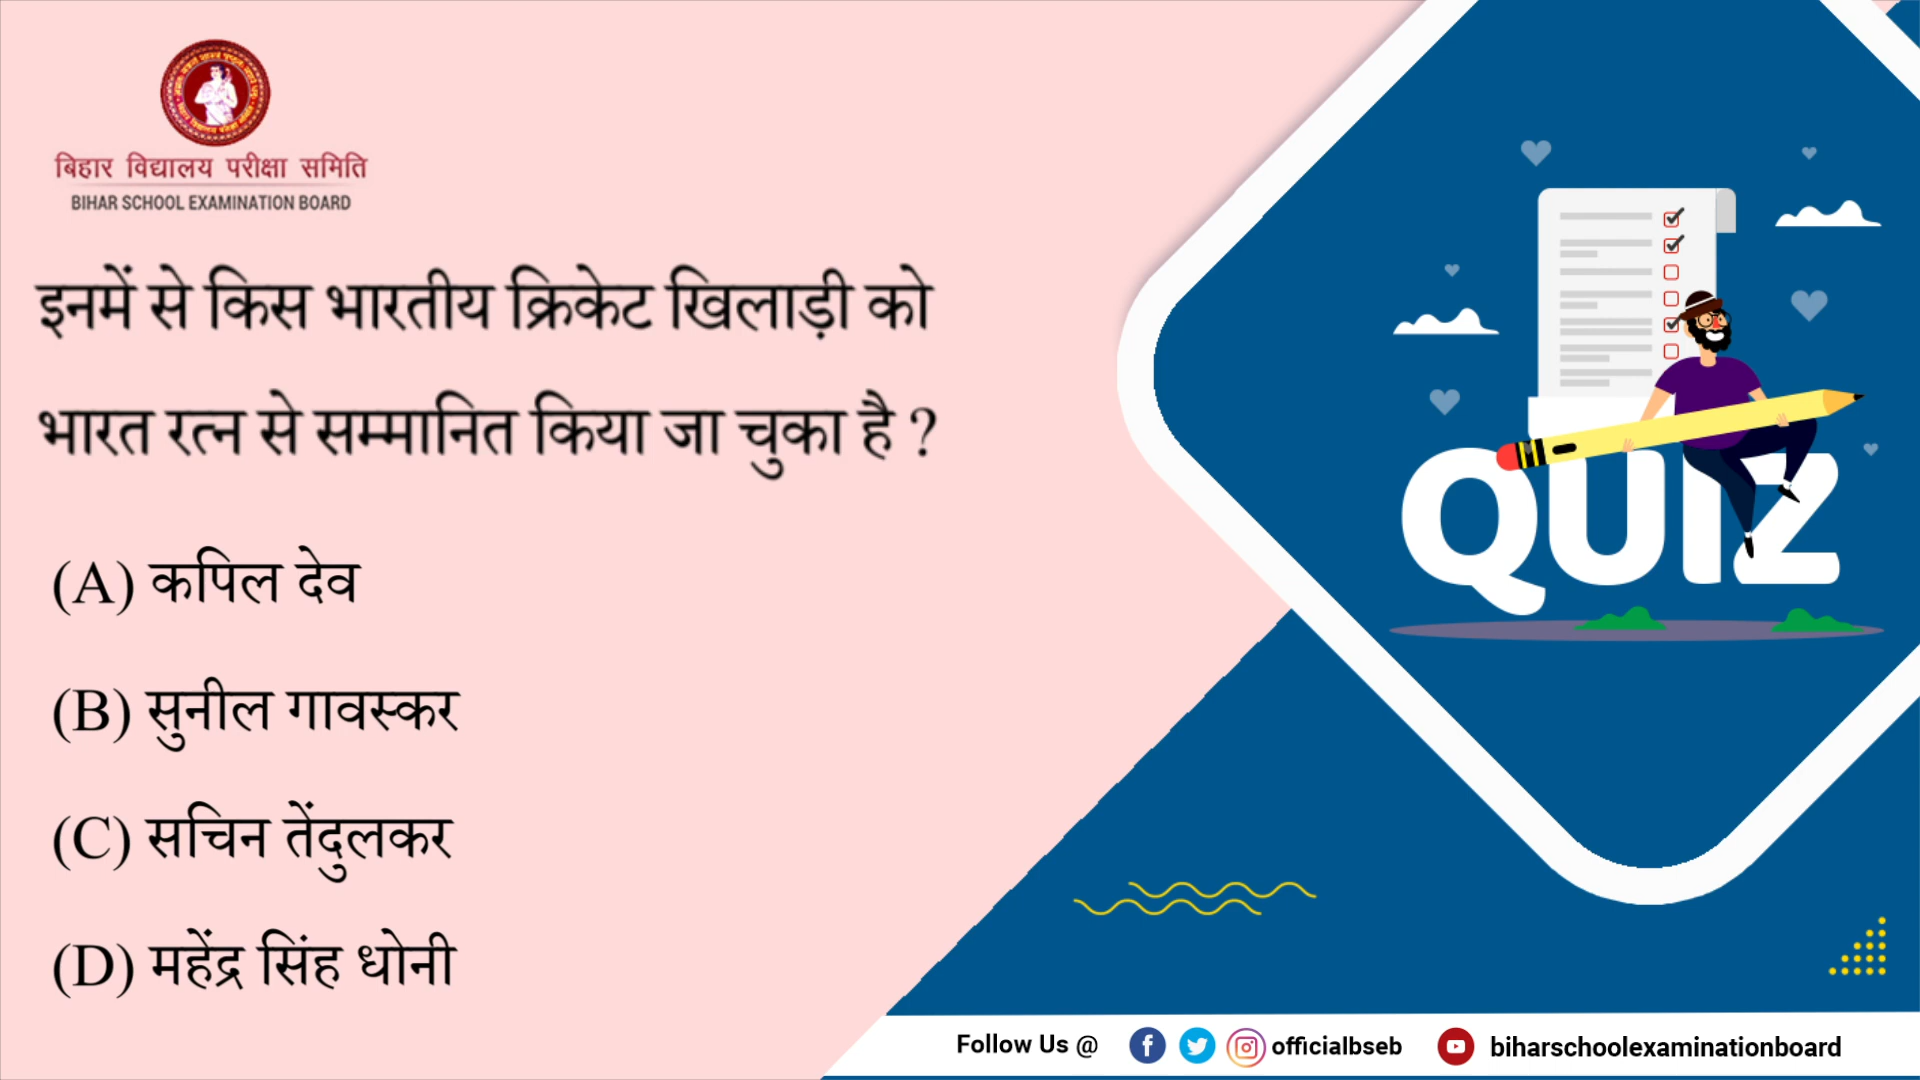 बिहार विद्यालय परीक्षा समिति
BIHAR SCHOOL EXAMINATION BOARD
इनमें से किस भारतीय क्रिकेट खिलाड़ी को
भारत रत्न से सम्मानित किया जा चुका है ?
(A) कपिल देव
(B) सुनील गावस्कर
(C) सचिन तेंदुलकर
(D) महेंद्र सिंह धोनी
QUIZ
Follow Us @ officialbseb biharschoolexaminationboard